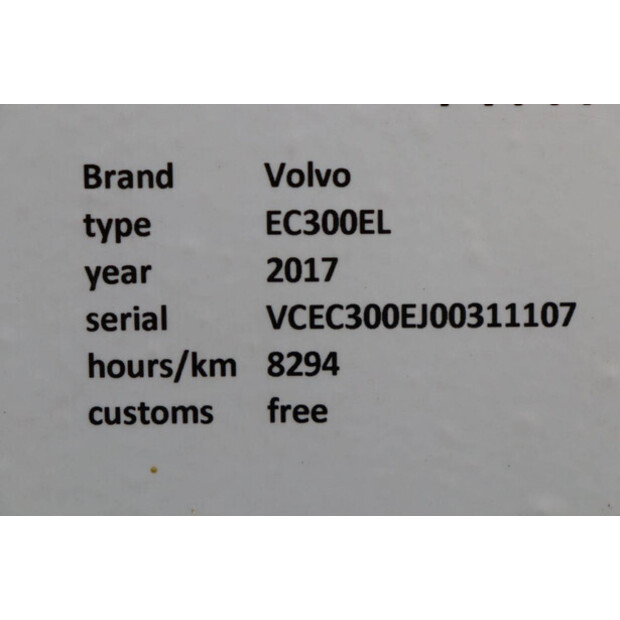 Brand Volvo
type EC300EL
year 2017
serial VCEC300EJ00311107
hours/km 8294
customs free